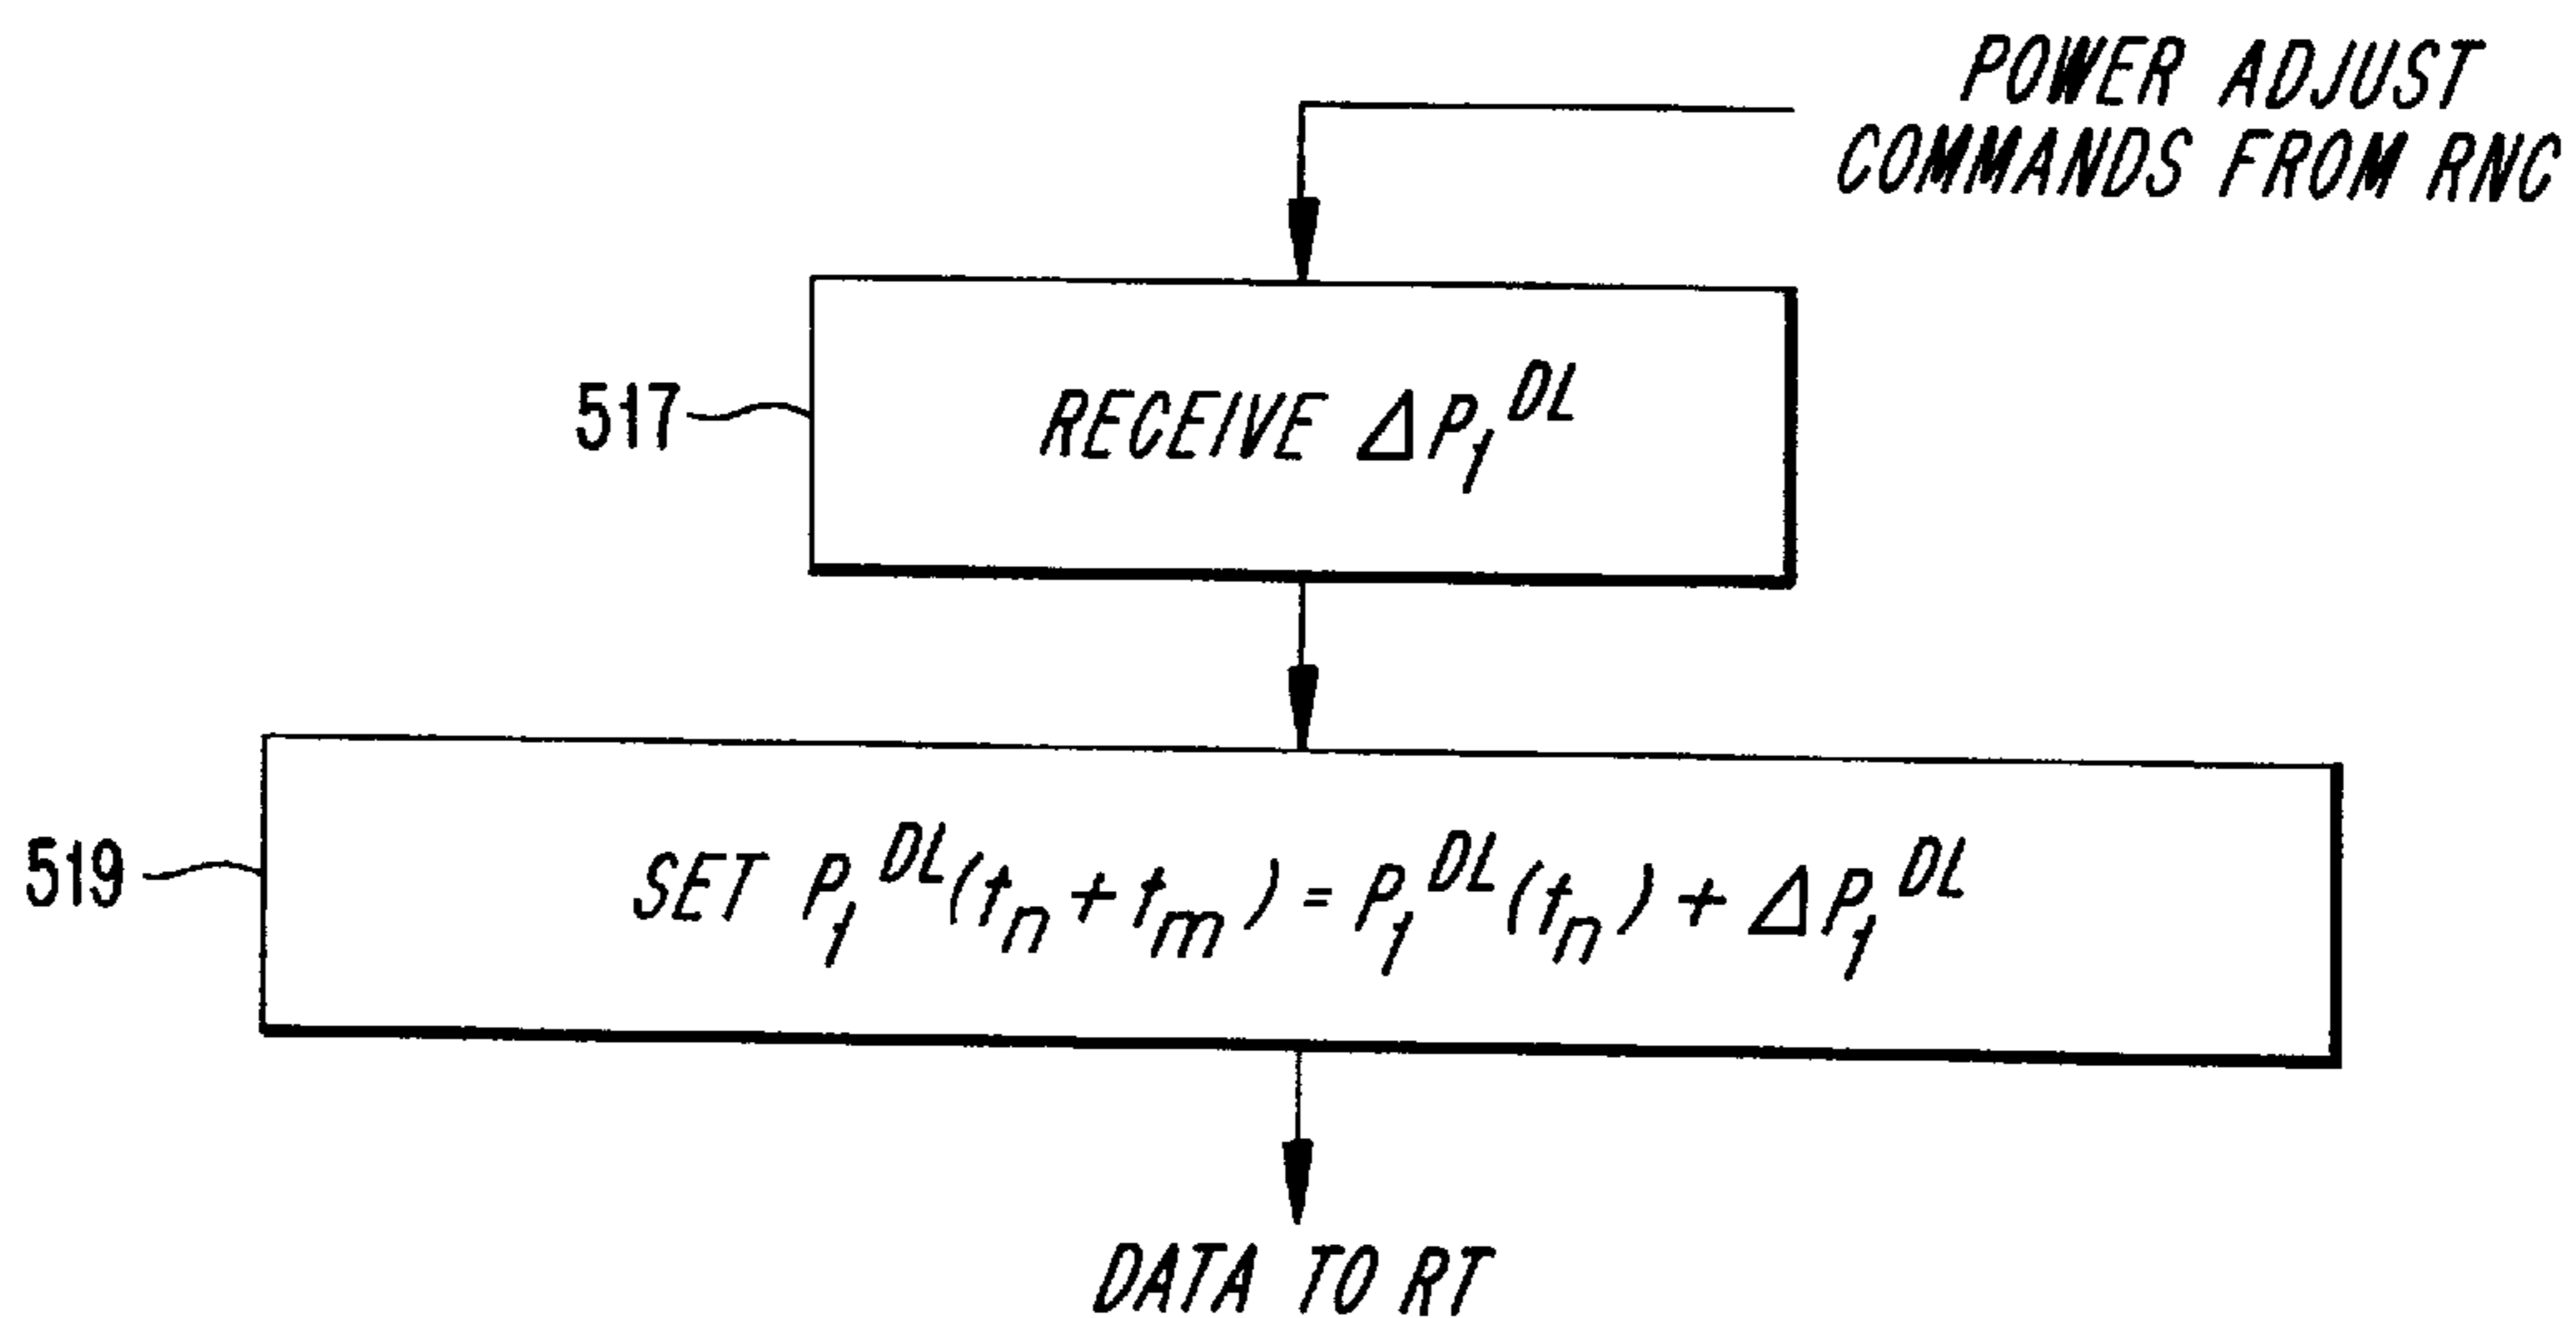 POWER ADJUST
COMMANDS FROM RNC
517
RECEIVE ΔP₁ᴰᴸ
519
SET P₁ᴰᴸ(tₙ+tₘ)=P₁ᴰᴸ(tₙ)+ΔP₁ᴰᴸ
DATA TO RT